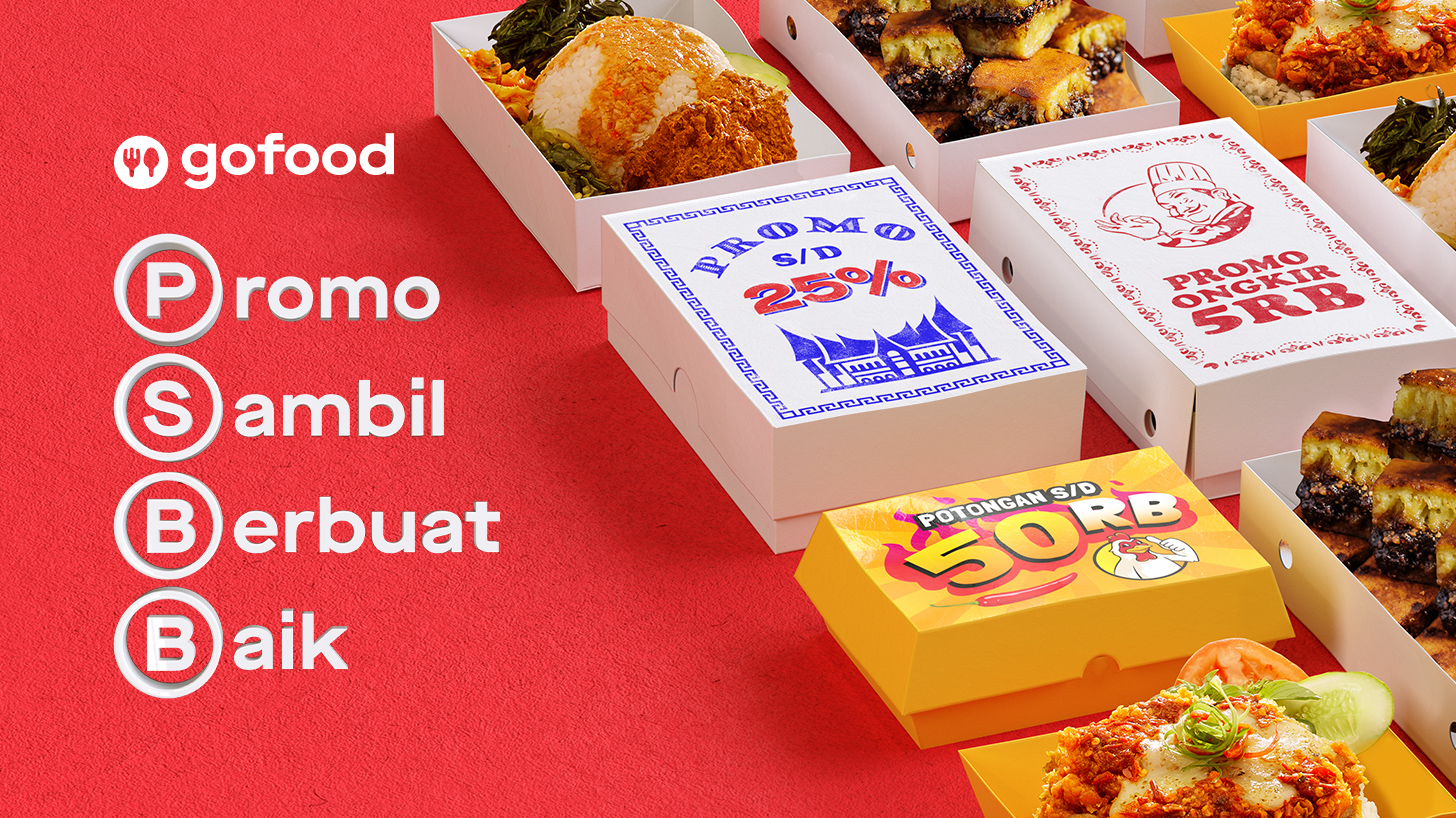 gofood
Promo
Sambil
Berbuat
Baik
PROMO
S/D
25%
PROMO
ONGKIR
5RB
POTONGAN S/D
50RB